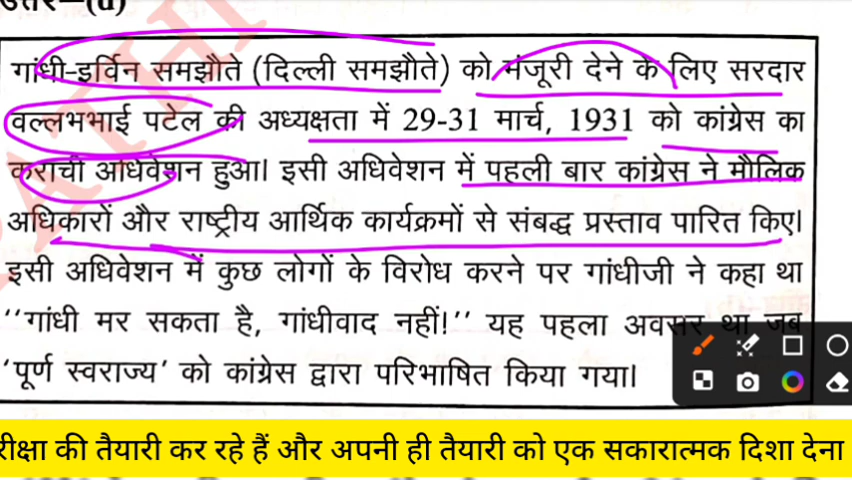 उत्तर—(d)
गांधी-इर्विन समझौते (दिल्ली समझौते) को मंजूरी देने के लिए सरदार
वल्लभभाई पटेल की अध्यक्षता में 29-31 मार्च, 1931 को कांग्रेस का
कराची अधिवेशन हुआ। इसी अधिवेशन में पहली बार कांग्रेस ने मौलिक
अधिकारों और राष्ट्रीय आर्थिक कार्यक्रमों से संबद्ध प्रस्ताव पारित किए।
इसी अधिवेशन में कुछ लोगों के विरोध करने पर गांधीजी ने कहा था
‘‘गांधी मर सकता है, गांधीवाद नहीं!’’ यह पहला अवसर था जब
‘पूर्ण स्वराज्य’ को कांग्रेस द्वारा परिभाषित किया गया।
की तैयारी कर रहे हैं और अपनी ही तैयारी को एक सकारात्मक दिशा देना